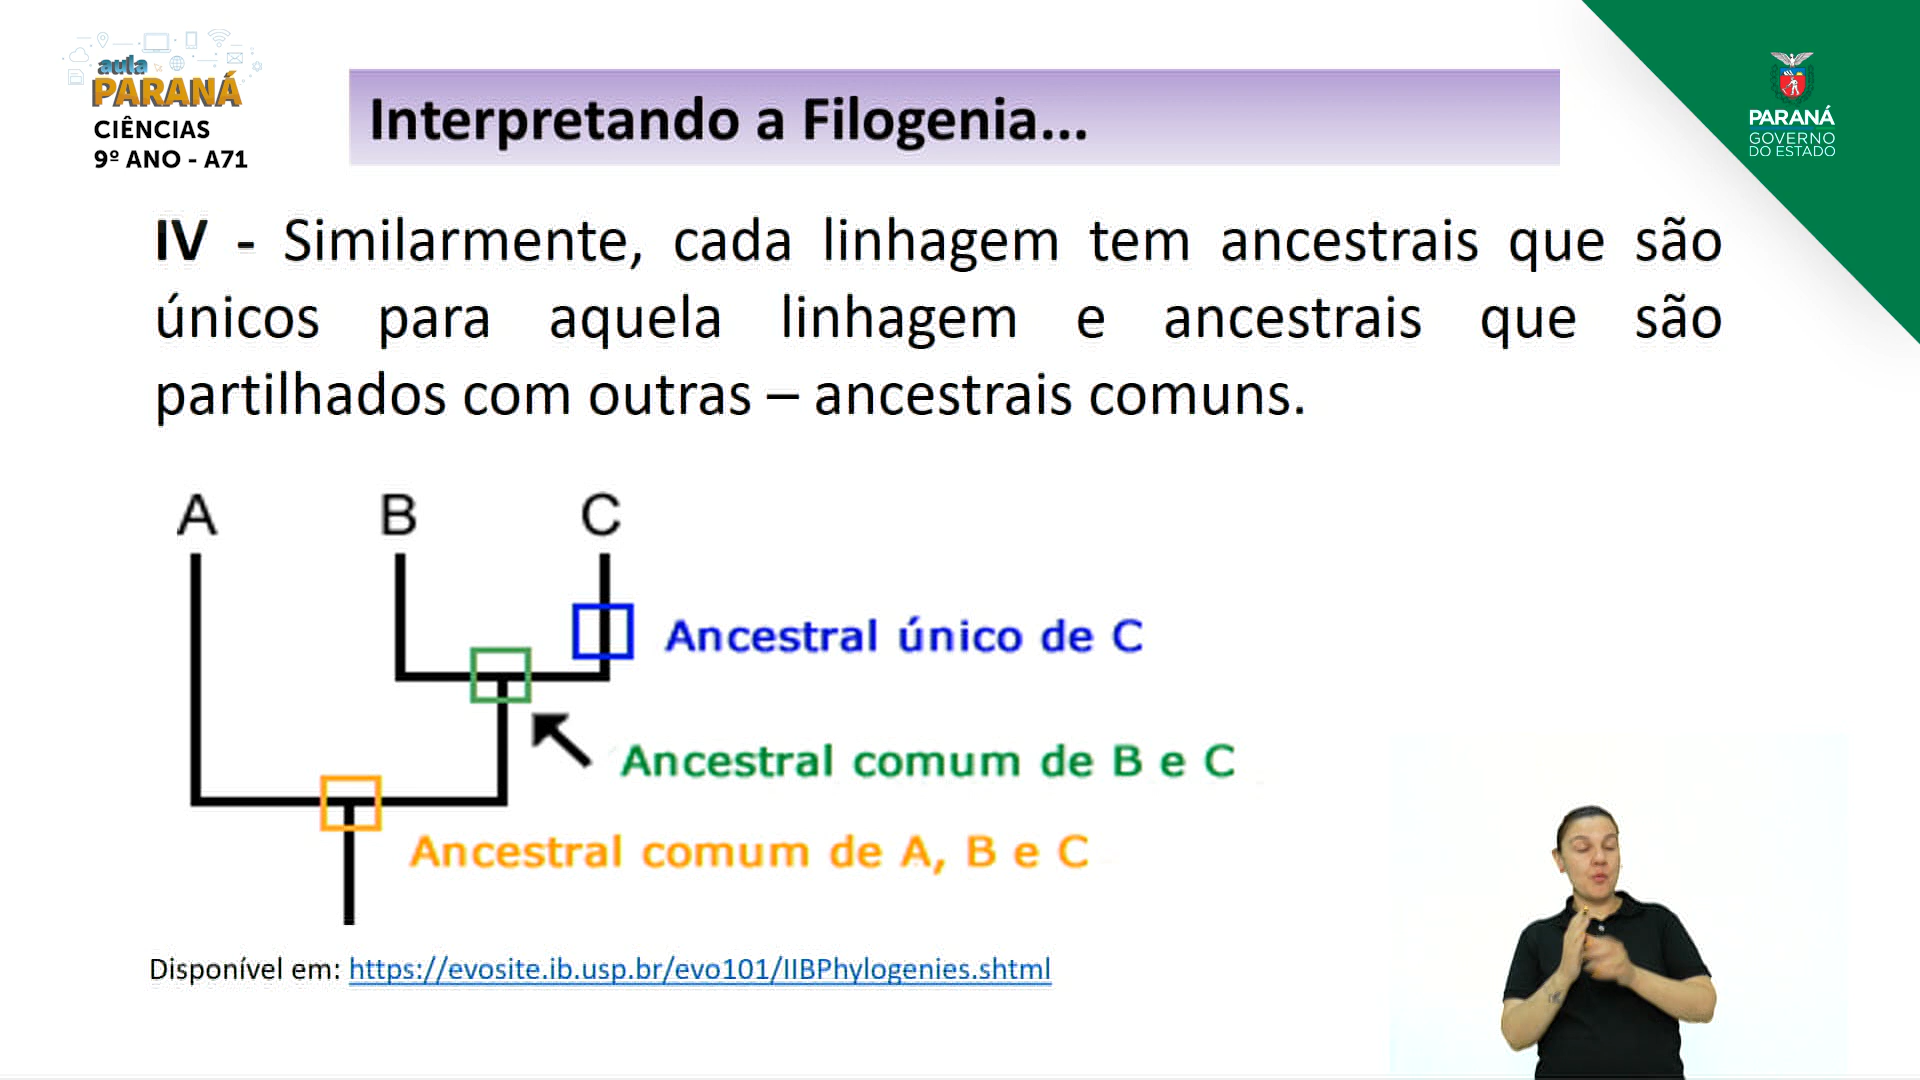 aula
PARANÁ
CIÊNCIAS
9º ANO - A71
Interpretando a Filogenia...
PARANÁ
GOVERNO
DO ESTADO
IV - Similarmente, cada linhagem tem ancestrais que são
únicos para aquela linhagem e ancestrais que são
partilhados com outras – ancestrais comuns.
A B C
Ancestral único de C
Ancestral comum de B e C
Ancestral comum de A, B e C
Disponível em: https://evosite.ib.usp.br/evo101/IIBPhylogenies.shtml